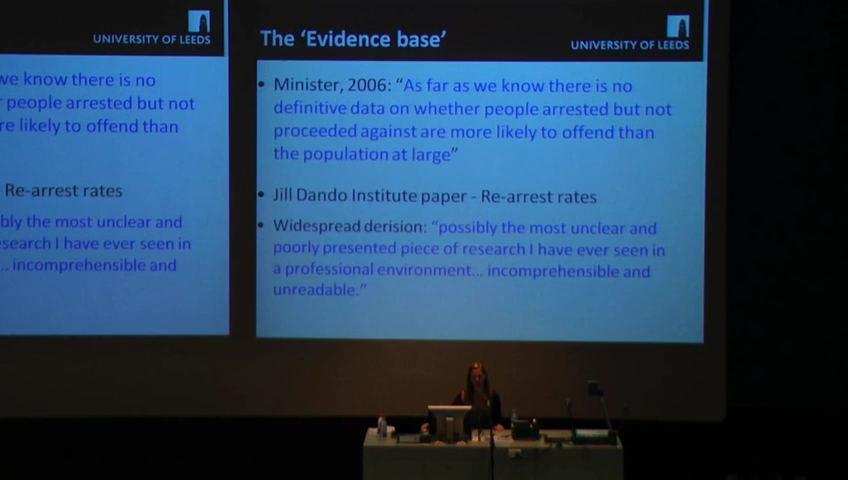 UNIVERSITY OF LEEDS
we know there is no
people arrested but not
re likely to offend than
Re-arrest rates
bly the most unclear and
search I have ever seen in
... incomprehensible and
The ‘Evidence base’
UNIVERSITY OF LEEDS
• Minister, 2006: “As far as we know there is no
definitive data on whether people arrested but not
proceeded against are more likely to offend than
the population at large”
• Jill Dando Institute paper - Re-arrest rates
• Widespread derision: “possibly the most unclear and
poorly presented piece of research I have ever seen in
a professional environment... incomprehensible and
unreadable.”